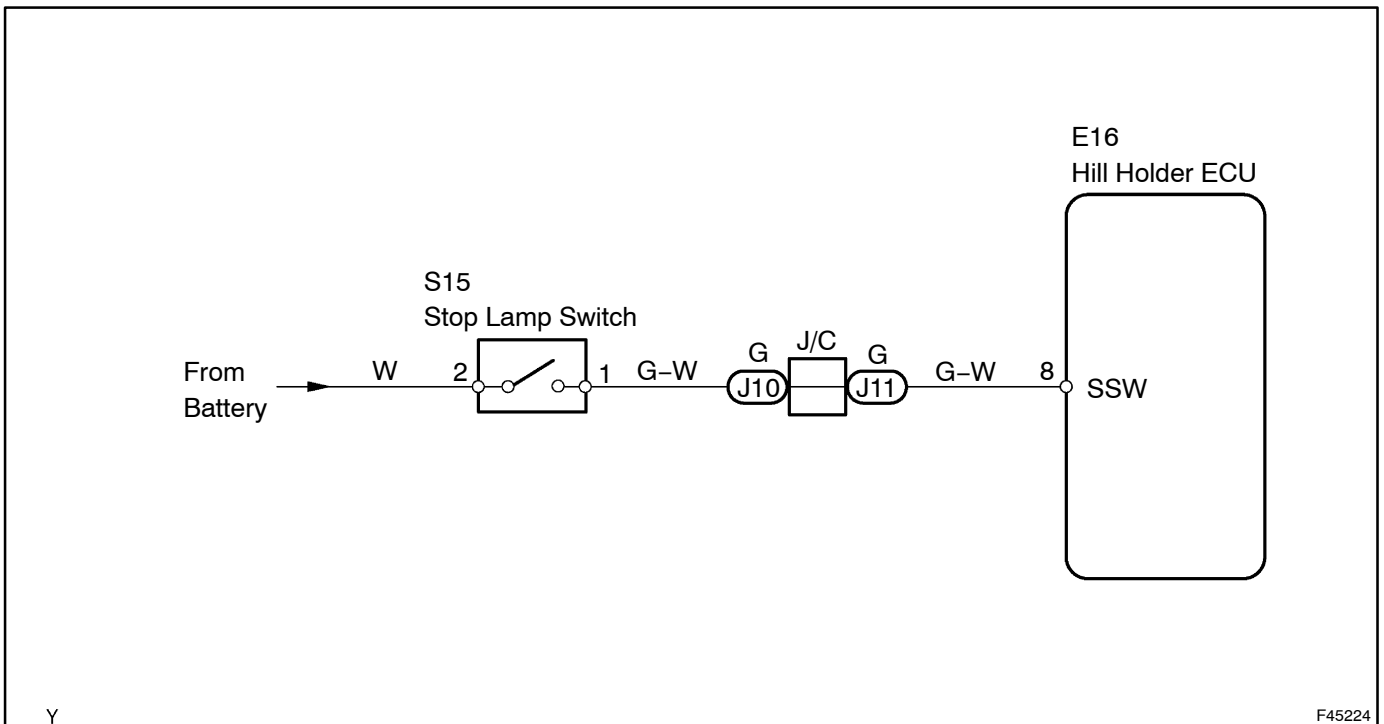 E16
Hill Holder ECU
S15
Stop Lamp Switch
From
Battery
W
2
1
G–W
G
J10
J/C
G
J11
G–W
8
SSW
Y
F45224